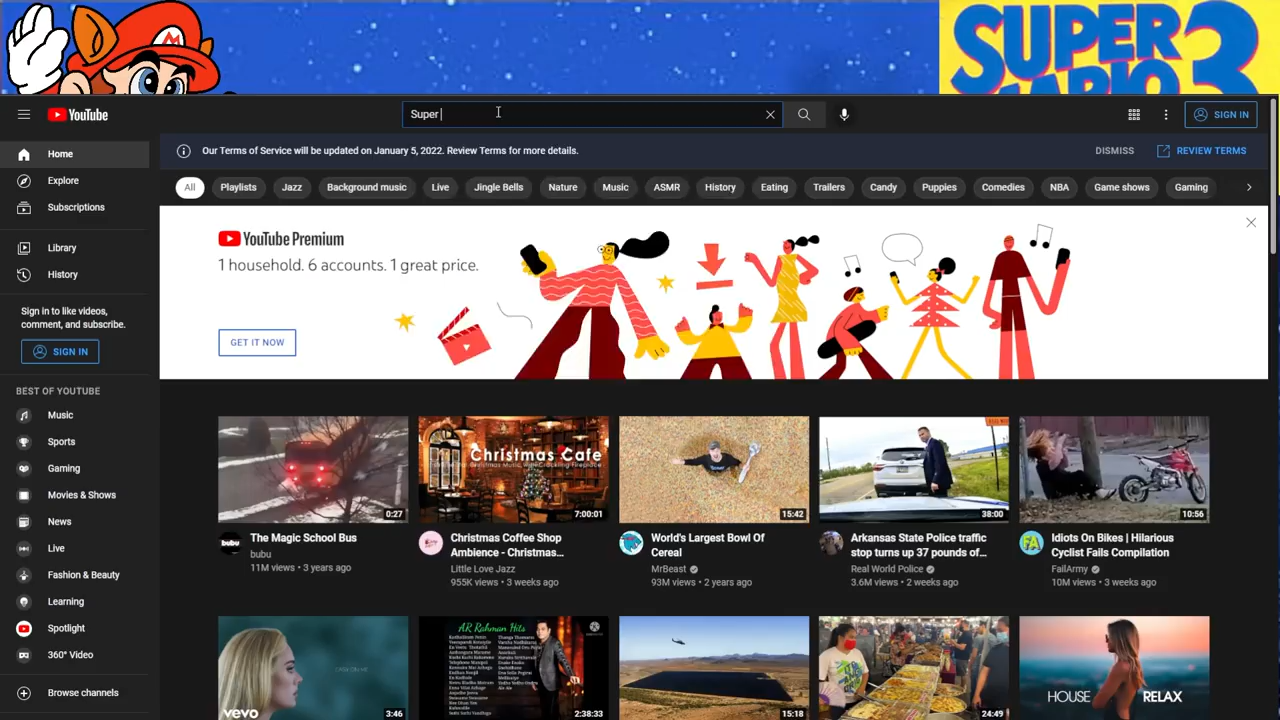 SUPER
MARIO 3
M
YouTube
Super
SIGN IN
Home
Our Terms of Service will be updated on January 5, 2022. Review Terms for more details.
DISMISS
REVIEW TERMS
Explore
All
Playlists
Jazz
Background music
Live
Jingle Bells
Nature
Music
ASMR
History
Eating
Trailers
Candy
Puppies
Comedies
NBA
Game shows
Gaming
Subscriptions
YouTube Premium
1 household. 6 accounts. 1 great price.
GET IT NOW
Library
History
Sign in to like videos,
comment, and subscribe.
SIGN IN
BEST OF YOUTUBE
Music
Sports
Gaming
Movies & Shows
News
Live
Fashion & Beauty
Learning
Spotlight
360° Video
Browse channels
0:27
Christmas Cafe
7:00:01
15:42
38:00
10:56
bubu
The Magic School Bus
bubu
11M views • 3 years ago
Christmas Coffee Shop
Ambience - Christmas...
Little Love Jazz
955K views • 3 weeks ago
World's Largest Bowl Of
Cereal
MrBeast
93M views • 2 years ago
Arkansas State Police traffic
stop turns up 37 pounds of...
Real World Police
3.6M views • 2 weeks ago
FA
Idiots On Bikes | Hilarious
Cyclist Fails Compilation
FailArmy
10M views • 3 weeks ago
vevo
3:46
AR Rahman Hits
2:38:33
15:18
24:49
HOUSE RELAX